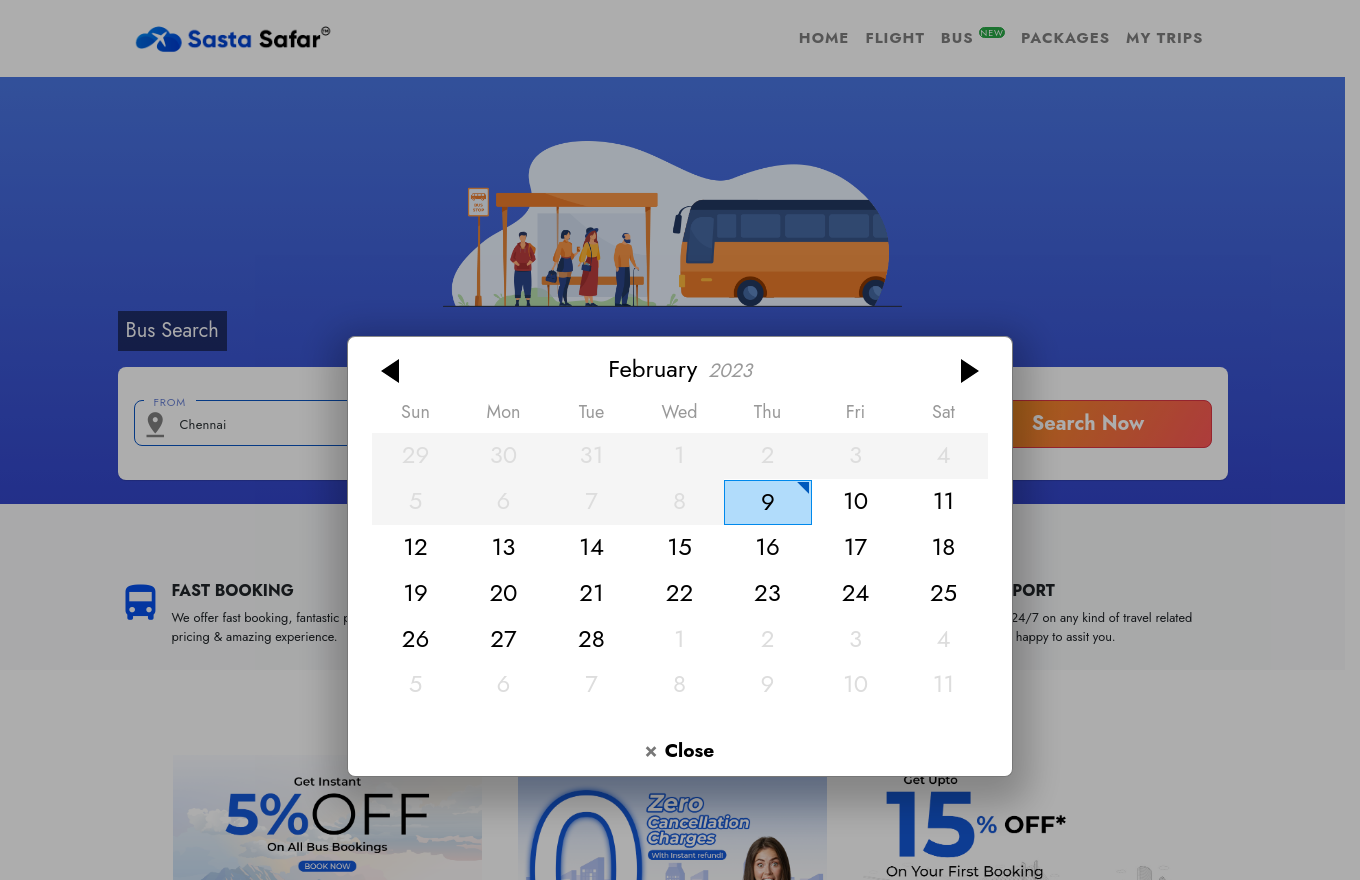 Sasta Safar
HOME FLIGHT BUS NEW PACKAGES MY TRIPS
BUS
STOP
Bus Search
FROM
Chennai
Search Now
February 2023
Sun Mon Tue Wed Thu Fri Sat
29 30 31 1 2 3 4
5 6 7 8 9 10 11
12 13 14 15 16 17 18
19 20 21 22 23 24 25
26 27 28 1 2 3 4
5 6 7 8 9 10 11
× Close
FAST BOOKING
We offer fast booking, fantastic
pricing & amazing experience.
PORT
24/7 on any kind of travel related
happy to assit you.
Get Instant
5%OFF
On All Bus Bookings
BOOK NOW
0
Zero
Cancellation
Charges
With Instant refund!
Get Upto
15% OFF*
On Your First Booking